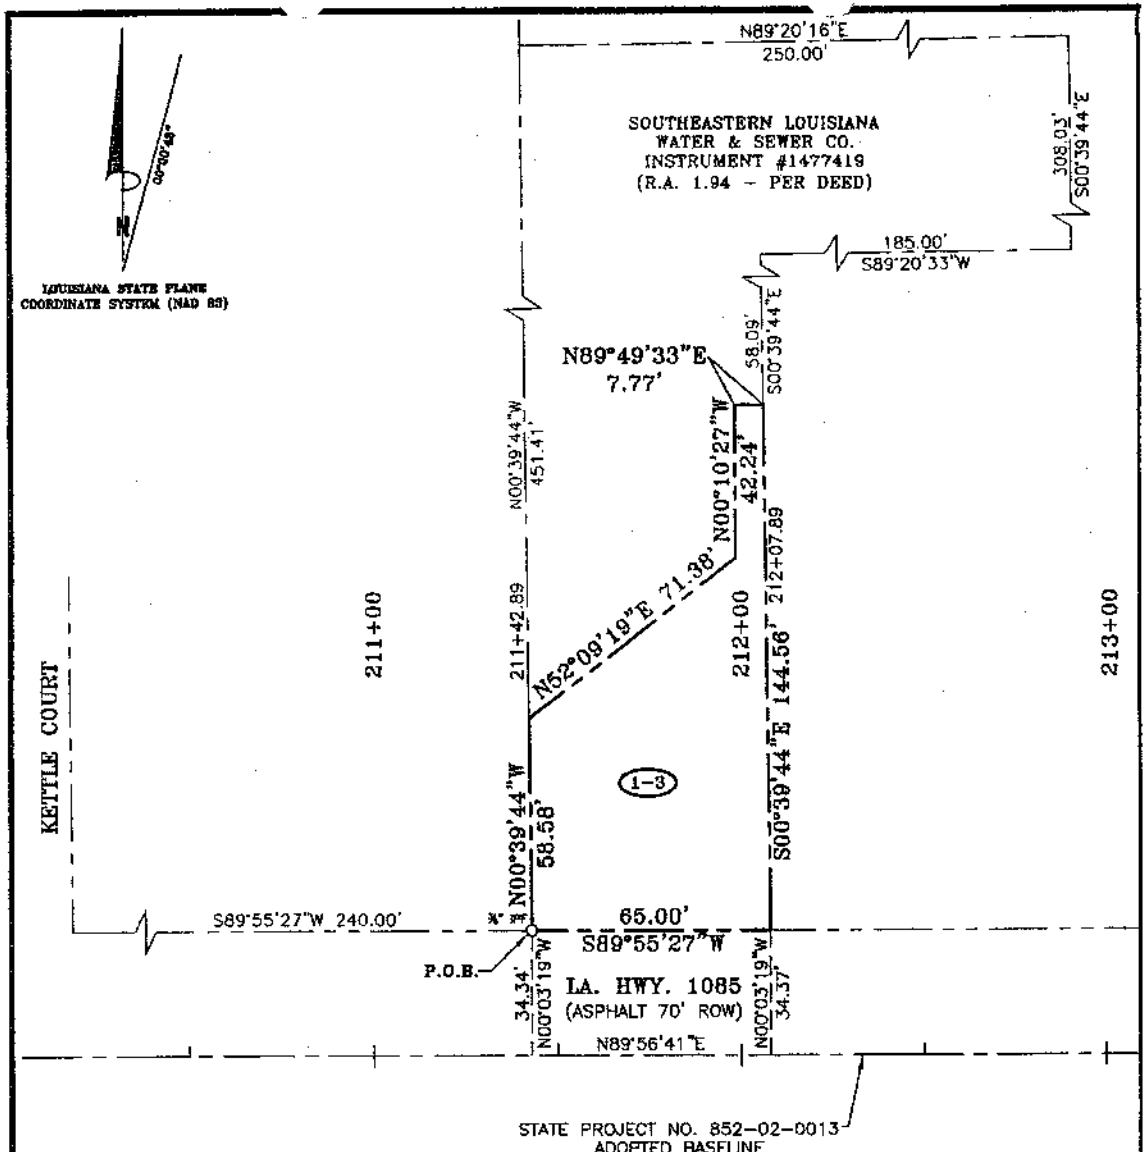 N89°20'16"E
250.00'
SOUTHEASTERN LOUISIANA
WATER & SEWER CO.
INSTRUMENT #1477419
(R.A. 1.94 - PER DEED)
308.03'
S00°39'44"E
N
LOUISIANA STATE PLANE
COORDINATE SYSTEM (NAD 83)
185.00'
S89°20'33"W
58.09'
S00°39'44"E
N89°49'33"E
7.77'
N00°39'44"W
451.41'
N00°10'27"W
42.24'
N52°09'19"E 71.38'
211+00
211+42.89
212+00
212+07.89
213+00
KETTLE COURT
S00°39'44"E 144.56'
1-3
N00°39'44"W
58.58'
S89°55'27"W 240.00'
65.00'
S89°55'27"W
P.O.B.
34.34'
N00°03'19"W
LA. HWY. 1085
(ASPHALT 70' ROW)
N00°03'19"W
34.37'
N89°56'41"E
STATE PROJECT NO. 852-02-0013
ADOPTED BASELINE